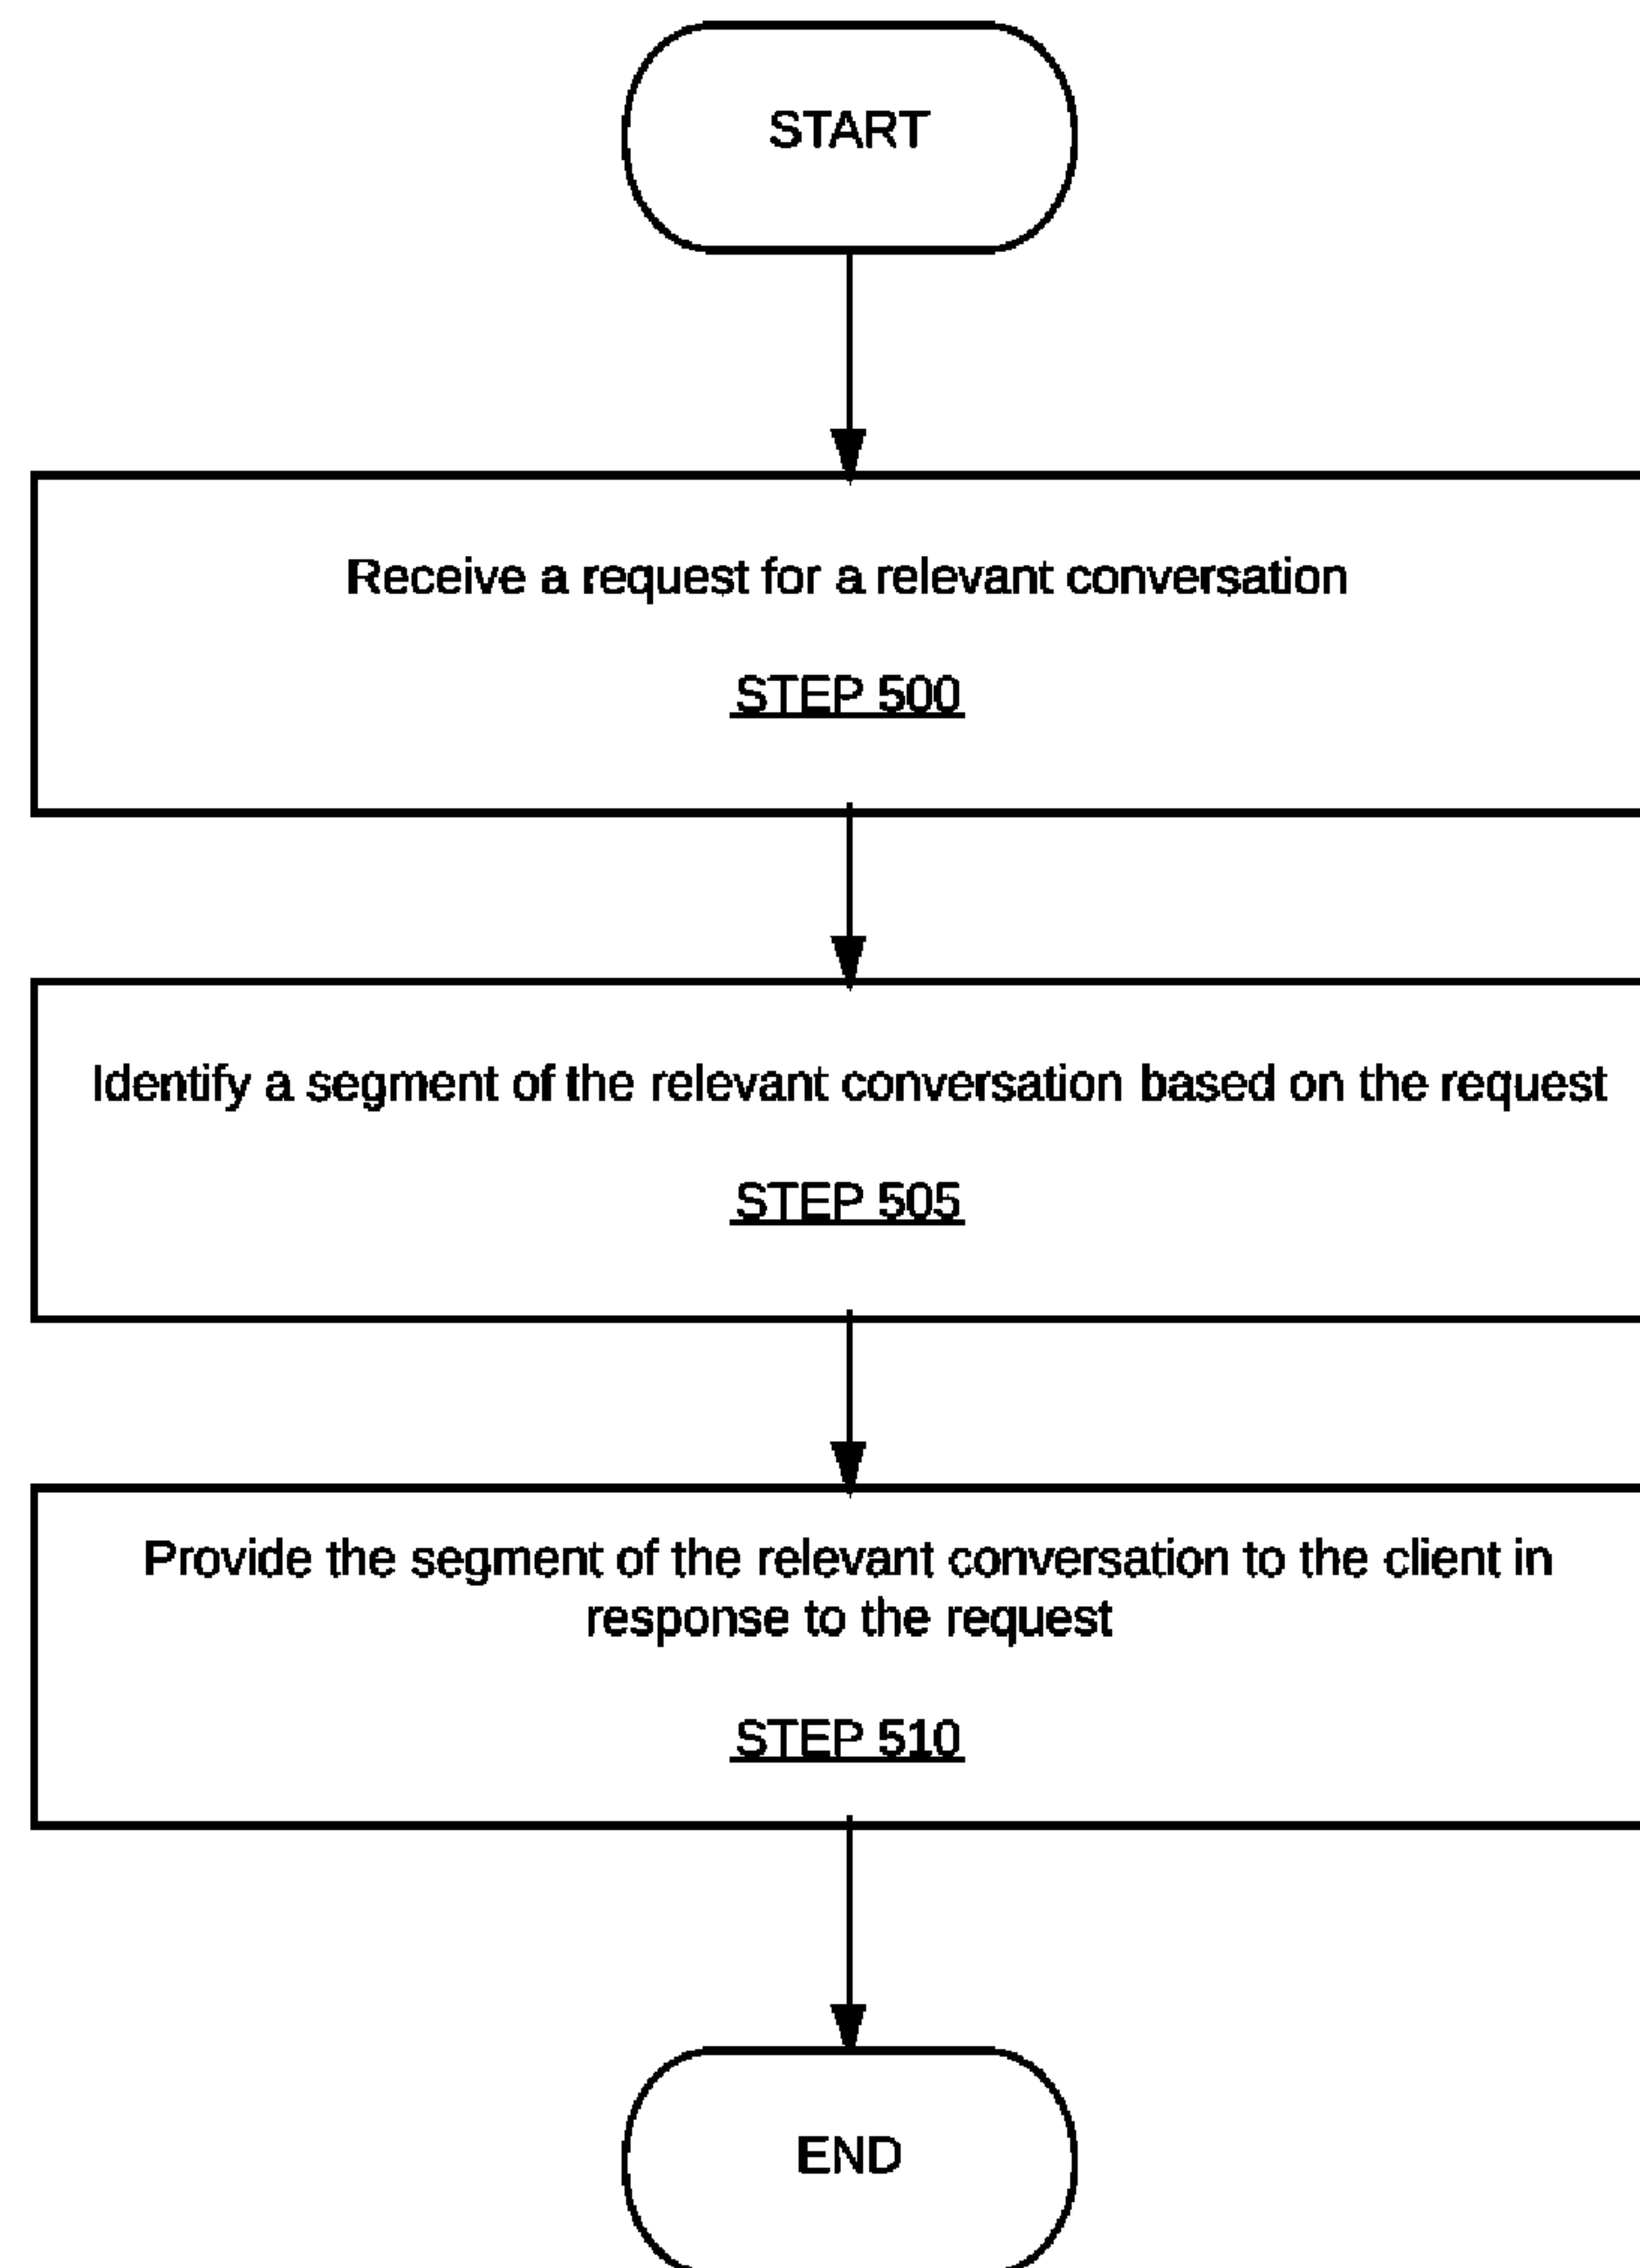 START
Receive a request for a relevant conversation
STEP 500
Identify a segment of the relevant conversation based on the request
STEP 505
Provide the segment of the relevant conversation to the client in
response to the request
STEP 510
END